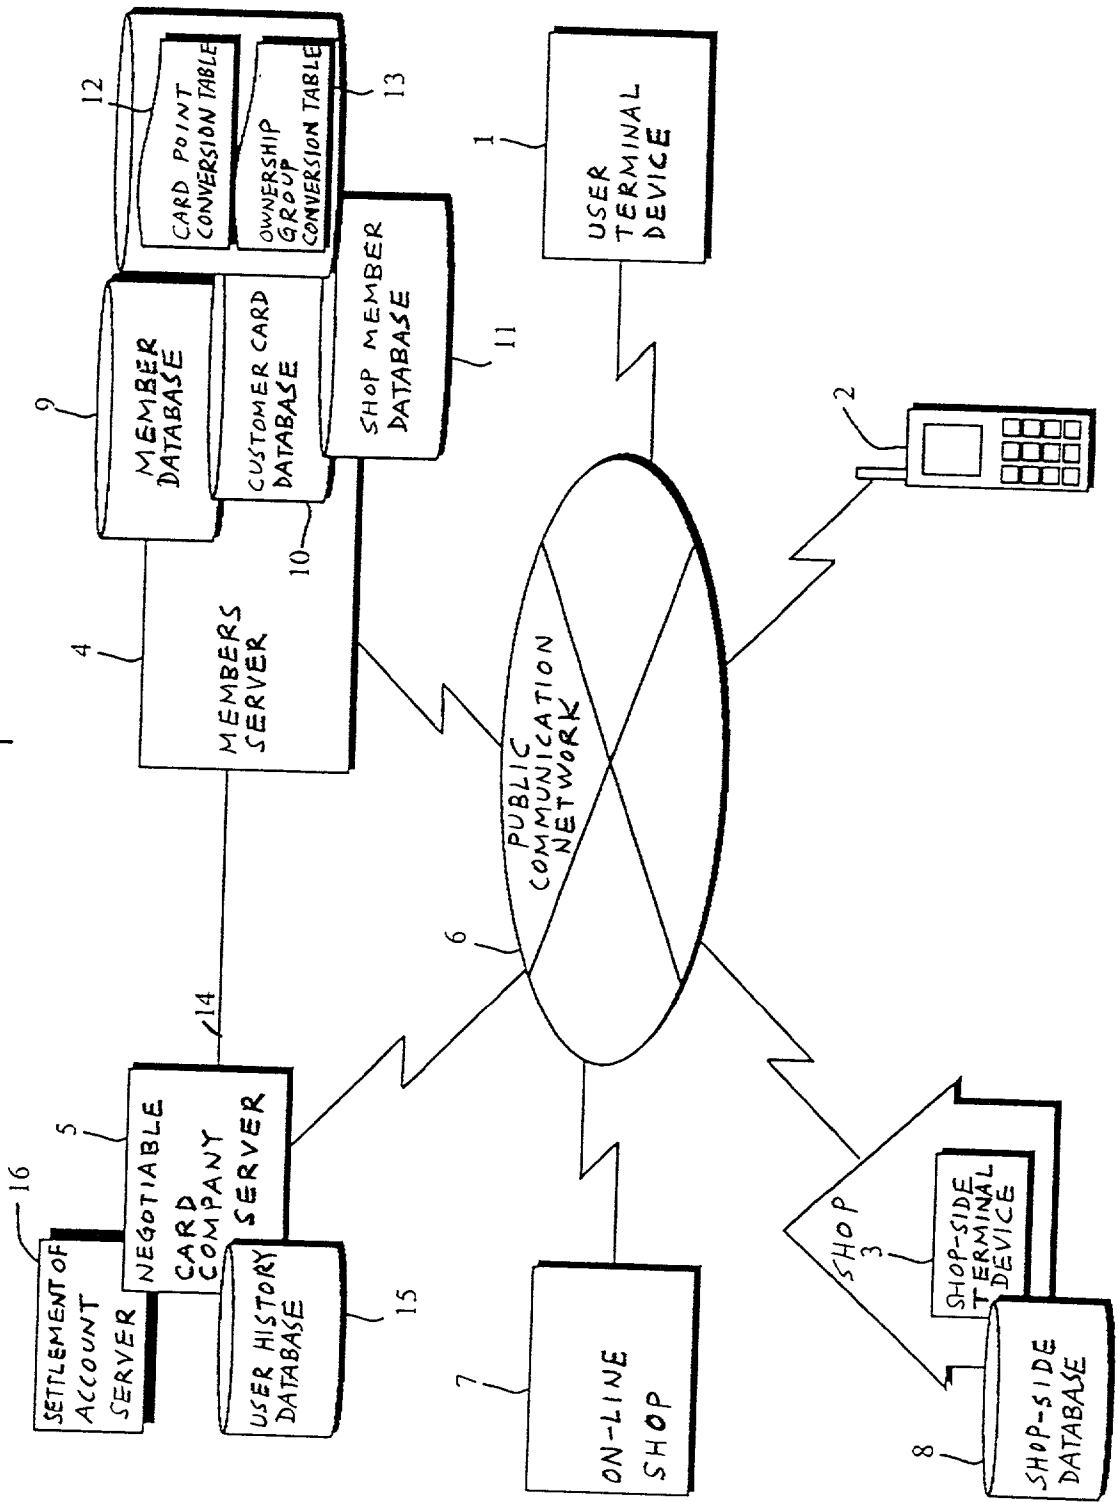 16
SETTLEMENT OF
ACCOUNT
SERVER
5
NEGOTIABLE
CARD
COMPANY
SERVER
USER HISTORY
DATABASE
15
14
4
MEMBERS
SERVER
9
MEMBER
DATABASE
10
CUSTOMER CARD
DATABASE
SHOP MEMBER
DATABASE
11
12
CARD POINT
CONVERSION TABLE
OWNERSHIP
GROUP
CONVERSION TABLE
13
6
PUBLIC
COMMUNICATION
NETWORK
1
USER
TERMINAL
DEVICE
7
ON-LINE
SHOP
2
SHOP
3
SHOP-SIDE
TERMINAL
DEVICE
8
SHOP-SIDE
DATABASE